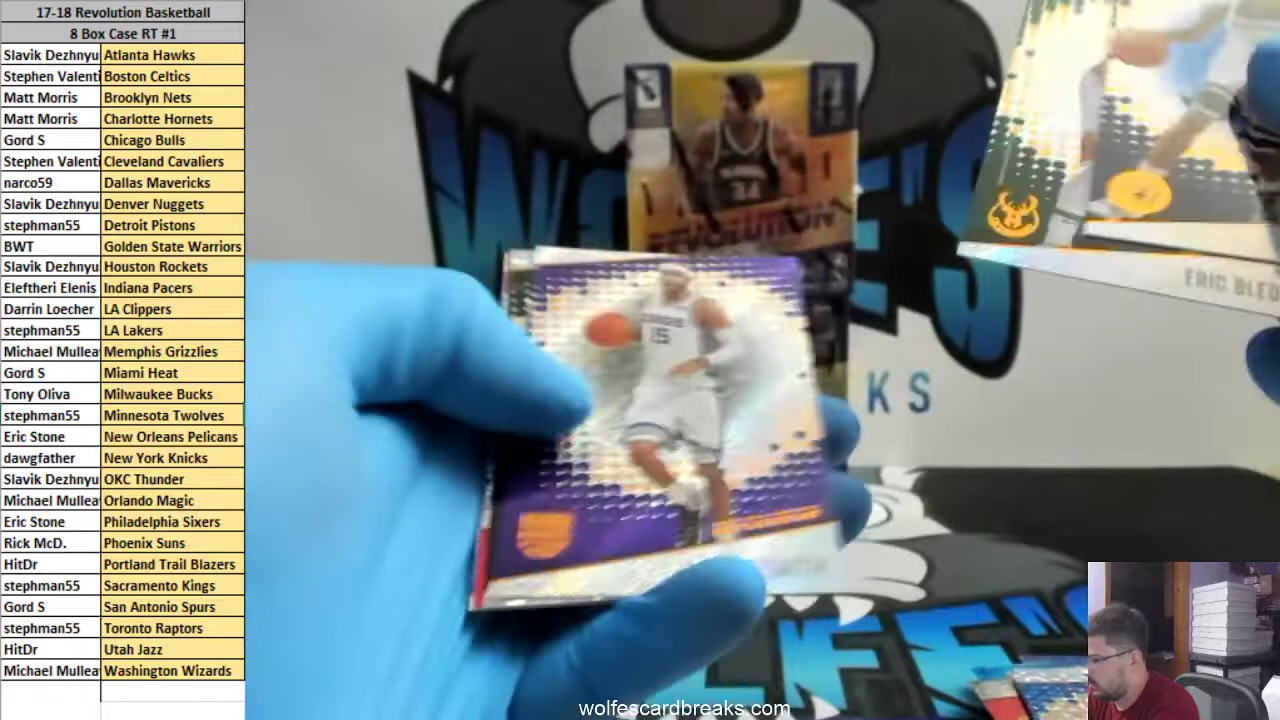 17-18 Revolution Basketball
8 Box Case RT #1
Slavik Dezhnyu Atlanta Hawks
Stephen Valenti Boston Celtics
Matt Morris Brooklyn Nets
Matt Morris Charlotte Hornets
Gord S Chicago Bulls
Stephen Valenti Cleveland Cavaliers
narco59 Dallas Mavericks
Slavik Dezhnyu Denver Nuggets
stephman55 Detroit Pistons
BWT Golden State Warriors
Slavik Dezhnyu Houston Rockets
Eleftheri Elenis Indiana Pacers
Darrin Loecher LA Clippers
stephman55 LA Lakers
Michael Mullea Memphis Grizzlies
Gord S Miami Heat
Tony Oliva Milwaukee Bucks
stephman55 Minnesota Twolves
Eric Stone New Orleans Pelicans
dawgfather New York Knicks
Slavik Dezhnyu OKC Thunder
Michael Mullea Orlando Magic
Eric Stone Philadelphia Sixers
Rick McD. Phoenix Suns
HitDr Portland Trail Blazers
stephman55 Sacramento Kings
Gord S San Antonio Spurs
stephman55 Toronto Raptors
HitDr Utah Jazz
Michael Mullea Washington Wizards
REVOLUTION
34
15
ERIC BLED
KS
wolfescardbreaks.com